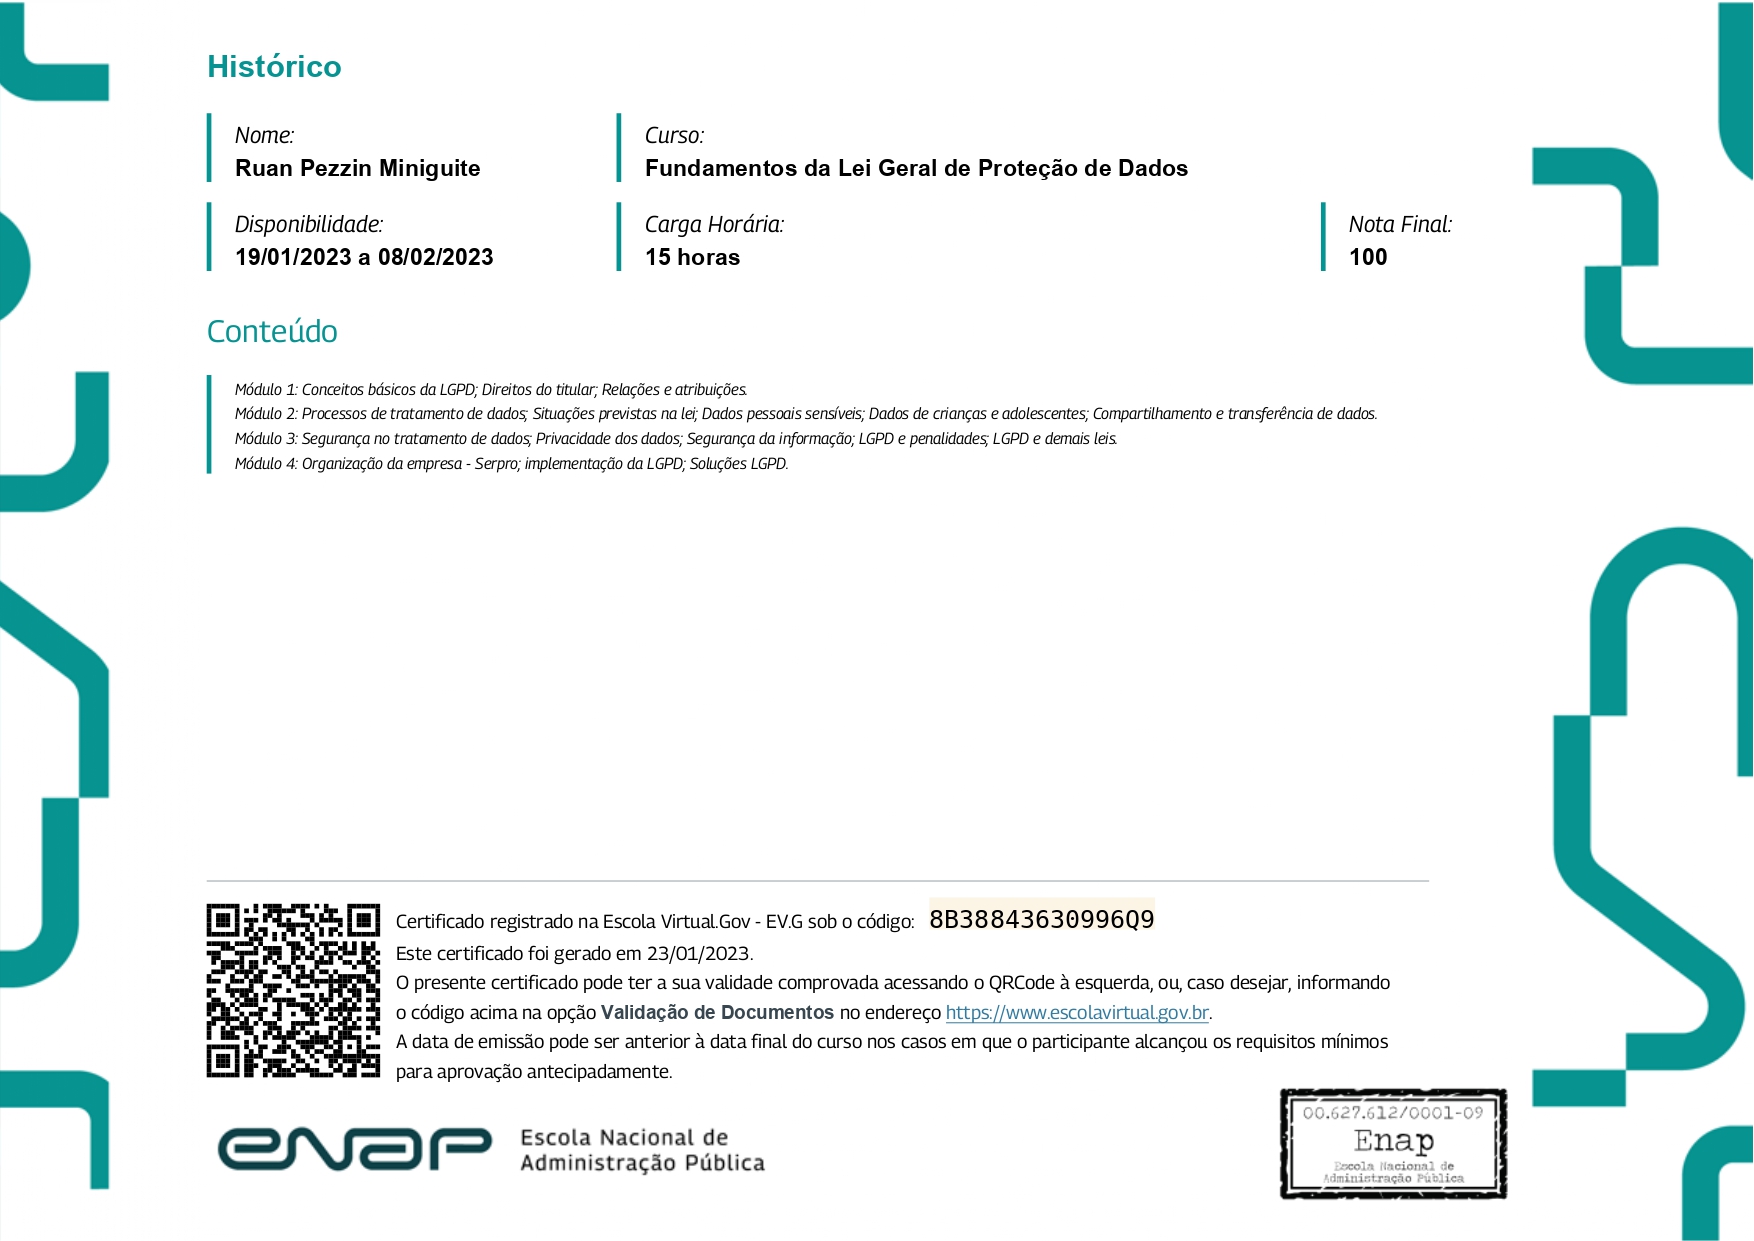 Histórico
Nome:
Ruan Pezzin Miniguite
Curso:
Fundamentos da Lei Geral de Proteção de Dados
Disponibilidade:
19/01/2023 a 08/02/2023
Carga Horária:
15 horas
Nota Final:
100
Conteúdo
Módulo 1: Conceitos básicos da LGPD; Direitos do titular; Relações e atribuições.
Módulo 2: Processos de tratamento de dados; Situações previstas na lei; Dados pessoais sensíveis; Dados de crianças e adolescentes; Compartilhamento e transferência de dados.
Módulo 3: Segurança no tratamento de dados; Privacidade dos dados; Segurança da informação; LGPD e penalidades; LGPD e demais leis.
Módulo 4: Organização da empresa - Serpro; implementação da LGPD; Soluções LGPD.
Certificado registrado na Escola Virtual.Gov - EV.G sob o código: 8B38843630996Q9
Este certificado foi gerado em 23/01/2023.
O presente certificado pode ter a sua validade comprovada acessando o QRCode à esquerda, ou, caso desejar, informando
o código acima na opção Validação de Documentos no endereço https://www.escolavirtual.gov.br.
A data de emissão pode ser anterior à data final do curso nos casos em que o participante alcançou os requisitos mínimos
para aprovação antecipadamente.
enap
Escola Nacional de
Administração Pública
00.627.612/0001-09
Enap
Escola Nacional de
Administração Pública